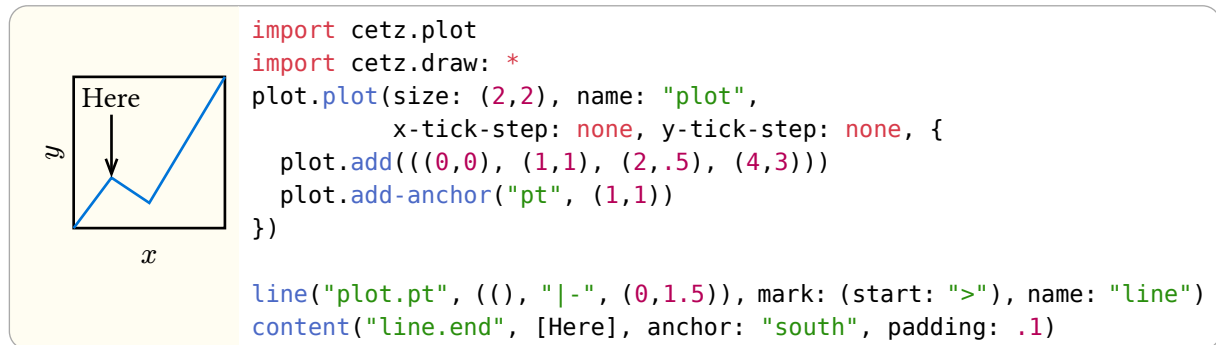 Here
y
x
import cetz.plot
import cetz.draw: *
plot.plot(size: (2,2), name: "plot",
          x-tick-step: none, y-tick-step: none, {
  plot.add(((0,0), (1,1), (2,.5), (4,3)))
  plot.add-anchor("pt", (1,1))
})

line("plot.pt", ((), "|-", (0,1.5)), mark: (start: ">"), name: "line")
content("line.end", [Here], anchor: "south", padding: .1)